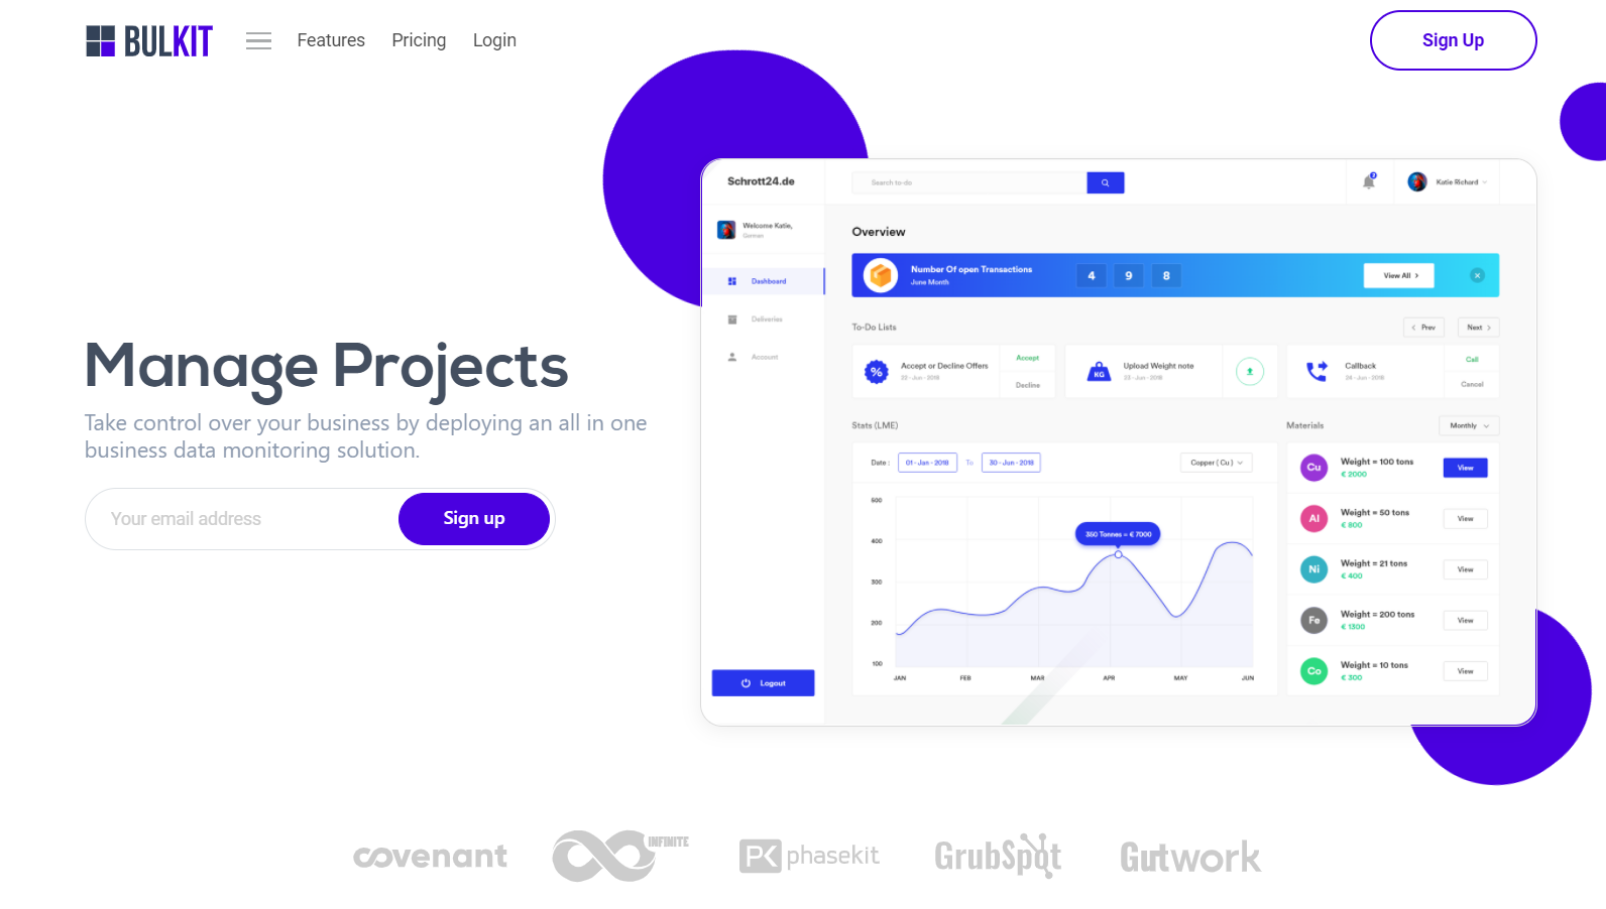 BULKIT
Features
Pricing
Login
Sign Up
Manage Projects
Take control over your business by deploying an all in one
business data monitoring solution.
Your email address
Sign up
Schrott24.de
Search to-do
3
Katie Richard
Welcome Katie,
German
Dashboard
Deliveries
Account
Logout
Overview
Number Of open Transactions
June Month
4 9 8
View All
To-Do Lists
Prev
Next
%
Accept or Decline Offers
02 - Jun - 2018
Accept
Decline
KG
Upload Weight note
23 - Jun - 2018
Callback
24 - Jun - 2018
Call
Cancel
Stats (LME)
Date :
01 - Jun - 2018
To
30 - Jun - 2018
Copper ( Cu )
500
400
300
200
100
350 Tonnes = € 7000
JAN FEB MAR APR MAY JUN
Materials
Monthly
Cu
Weight = 100 tons
€ 2000
View
Al
Weight = 50 tons
€ 800
View
Ni
Weight = 21 tons
€ 400
View
Fe
Weight = 200 tons
€ 1300
View
Co
Weight = 10 tons
€ 300
View
covenant
INFINITE
PK phasekit
GrubSpot
Gutwork